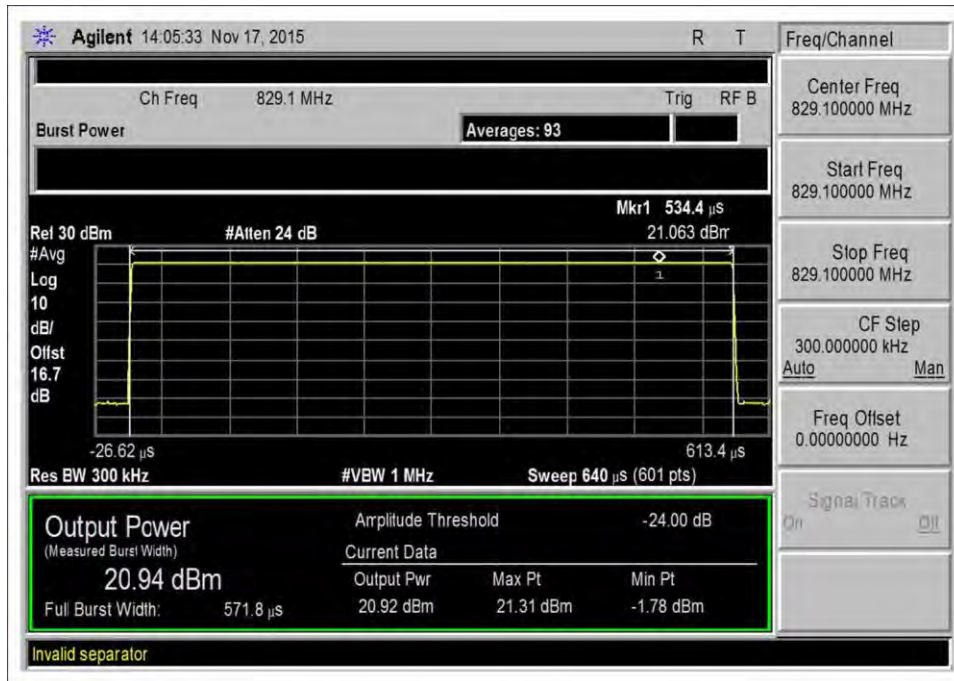 Agilent 14:05:33 Nov 17, 2015 R T
Freq/Channel
Ch Freq 829.1 MHz Trig RF B
Burst Power Averages: 93
Mkr1 534.4 µs
Ref 30 dBm #Atten 24 dB 21.063 dBm
#Avg
Log
10
dB/
Offst
16.7
dB
1
-26.62 µs 613.4 µs
Res BW 300 kHz #VBW 1 MHz Sweep 640 µs (601 pts)
Output Power
(Measured Burst Width)
20.94 dBm
Full Burst Width: 571.8 µs
Amplitude Threshold -24.00 dB
Current Data
Output Pwr Max Pt Min Pt
20.92 dBm 21.31 dBm -1.78 dBm
Invalid separator
Center Freq
829.100000 MHz
Start Freq
829.100000 MHz
Stop Freq
829.100000 MHz
CF Step
300.000000 kHz
Auto Man
Freq Offset
0.00000000 Hz
Signal Track
On Off